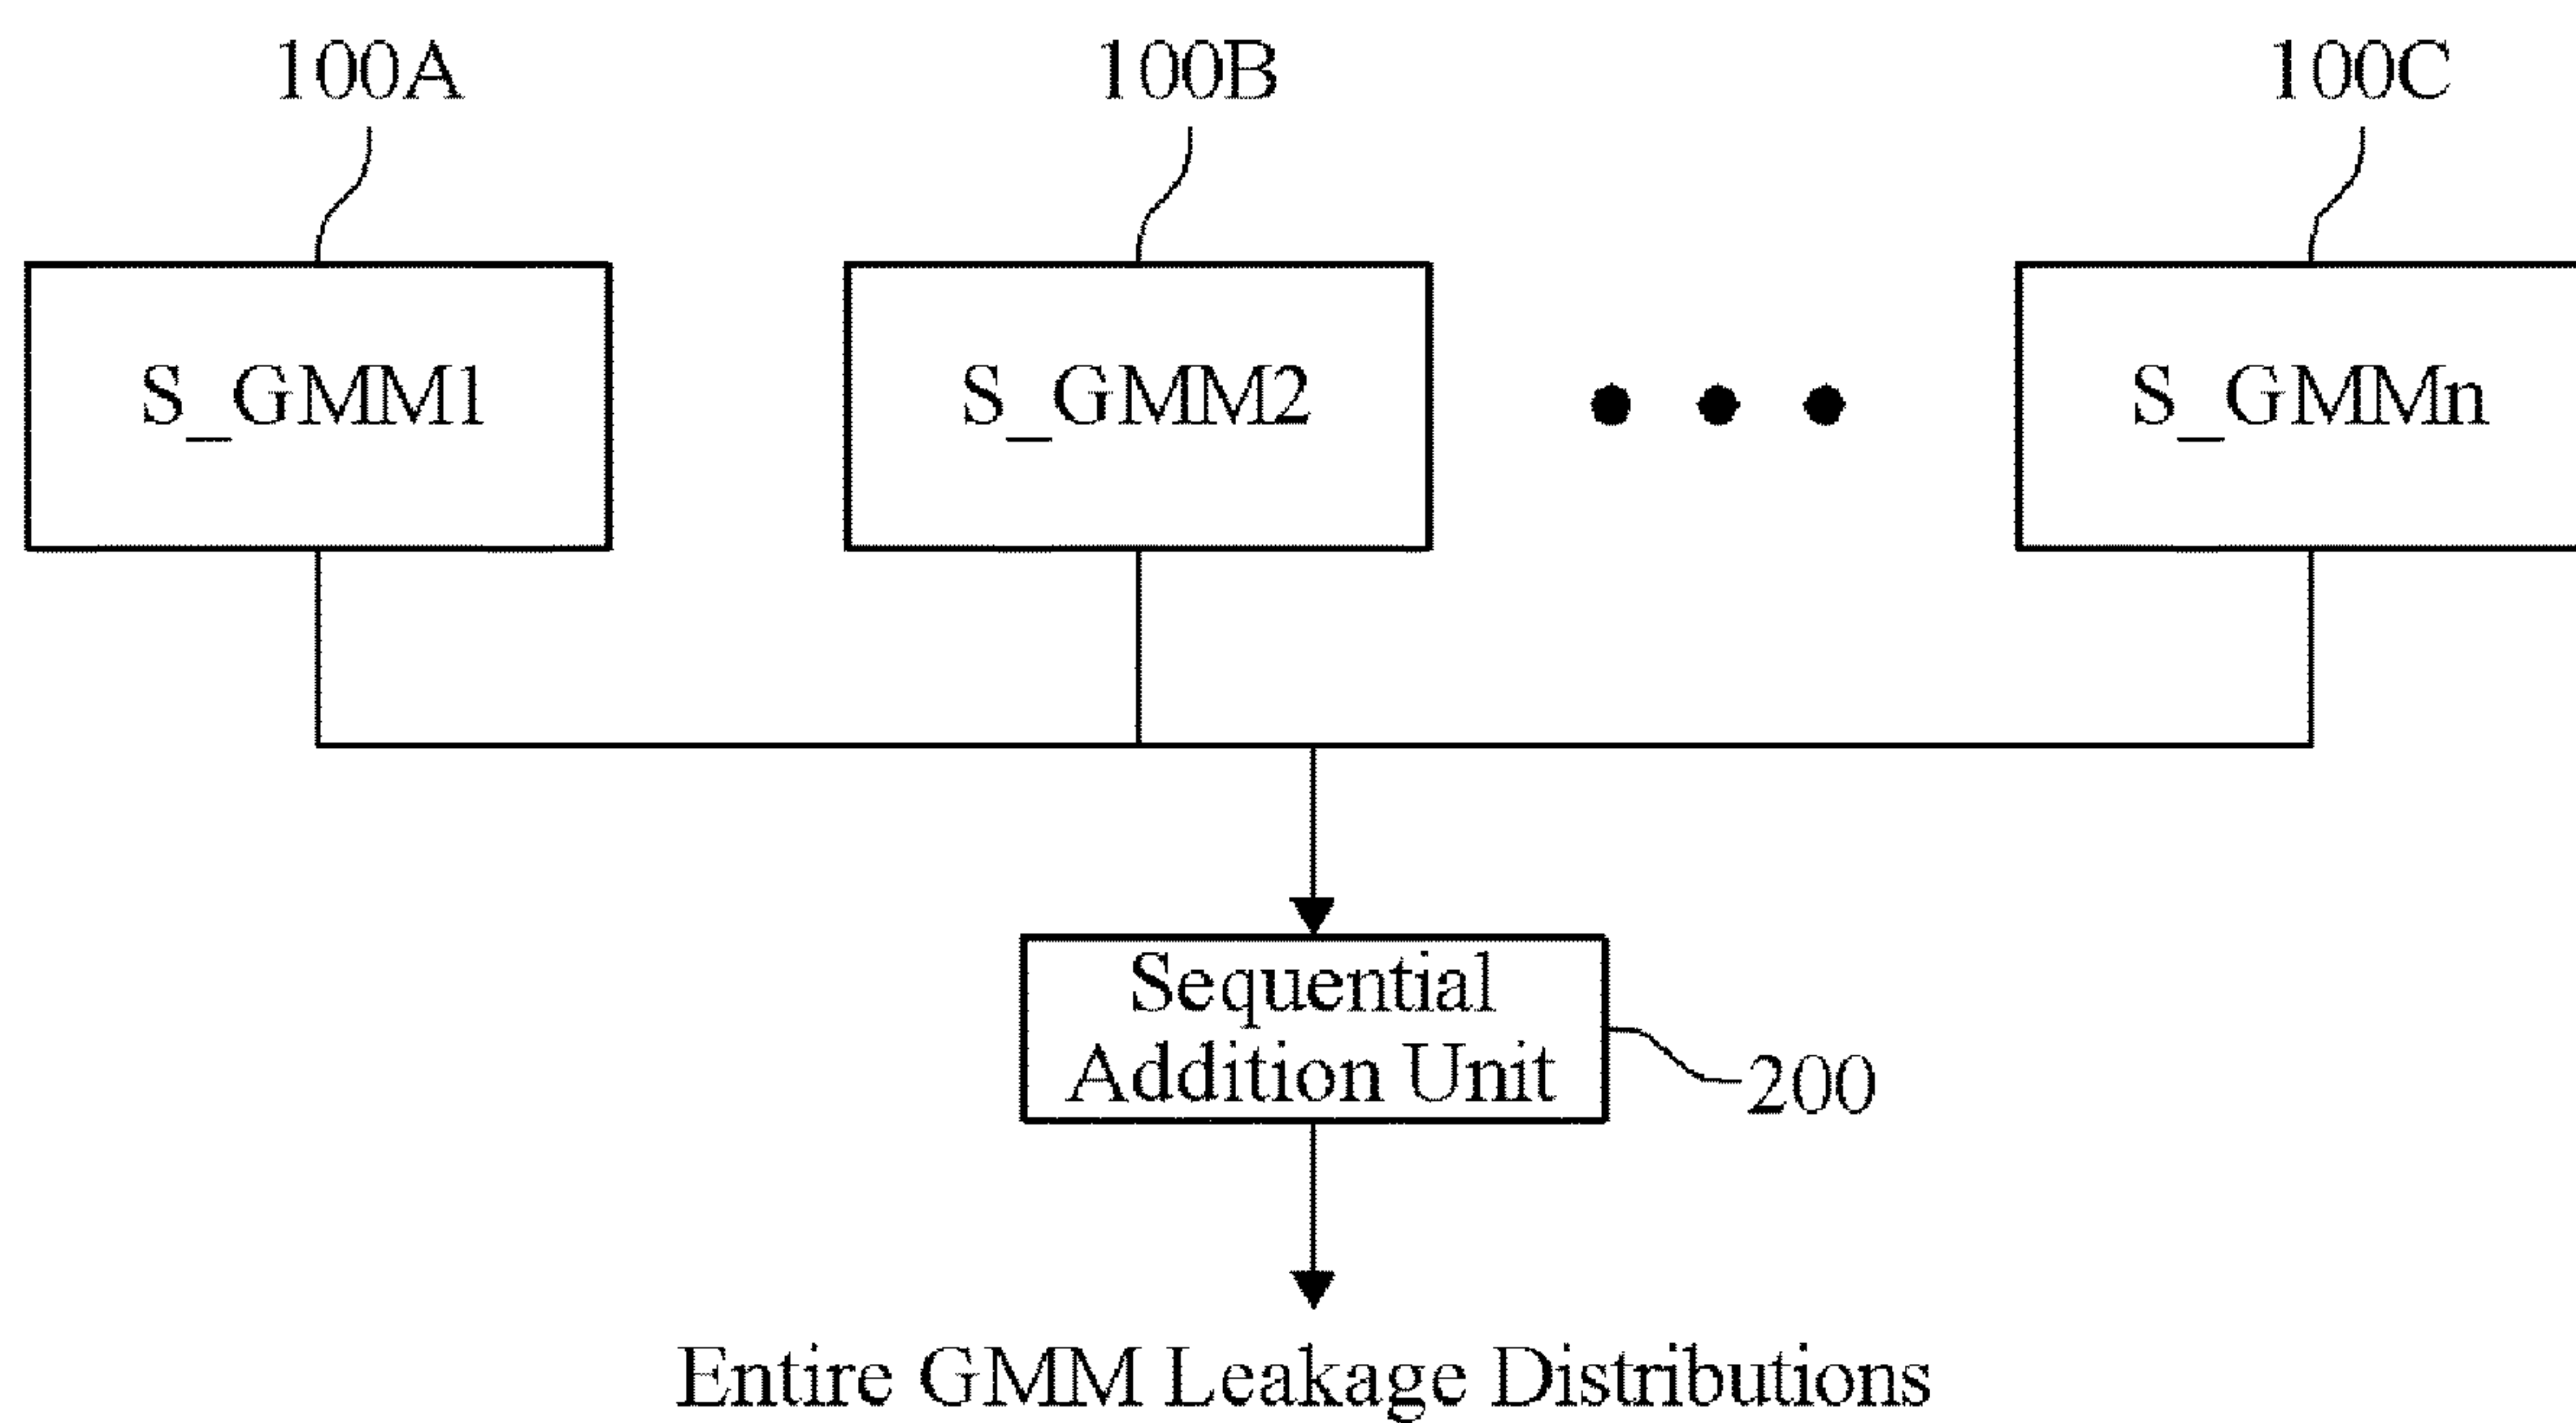 100A
100B
100C
S_GMM1
S_GMM2
S_GMMn
Sequential
Addition Unit
200
Entire GMM Leakage Distributions